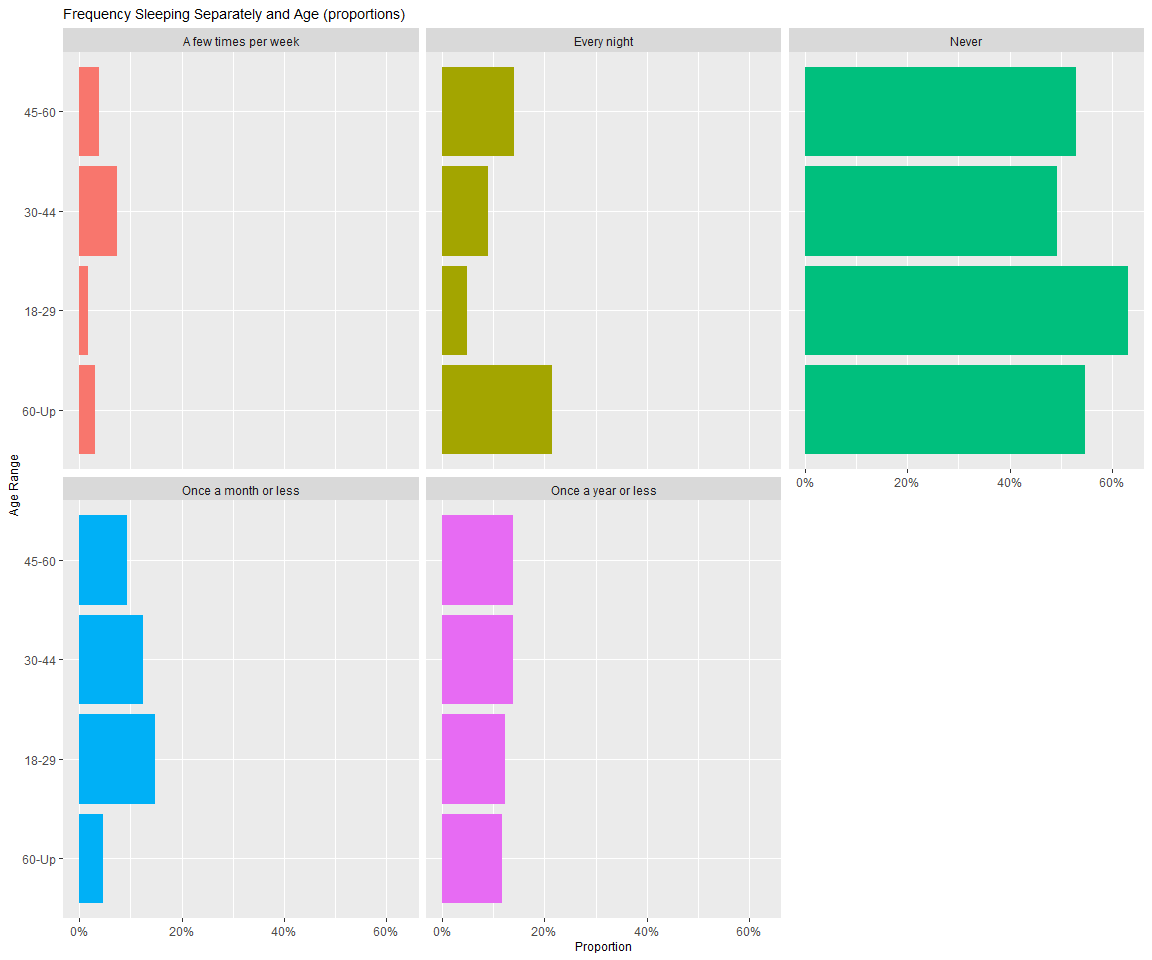 Frequency Sleeping Separately and Age (proportions)
A few times per week
Every night
Never
45-60
30-44
18-29
60-Up
0%
20%
40%
60%
Age Range
Once a month or less
Once a year or less
45-60
30-44
18-29
60-Up
0%
20%
40%
60%
0%
20%
40%
60%
Proportion